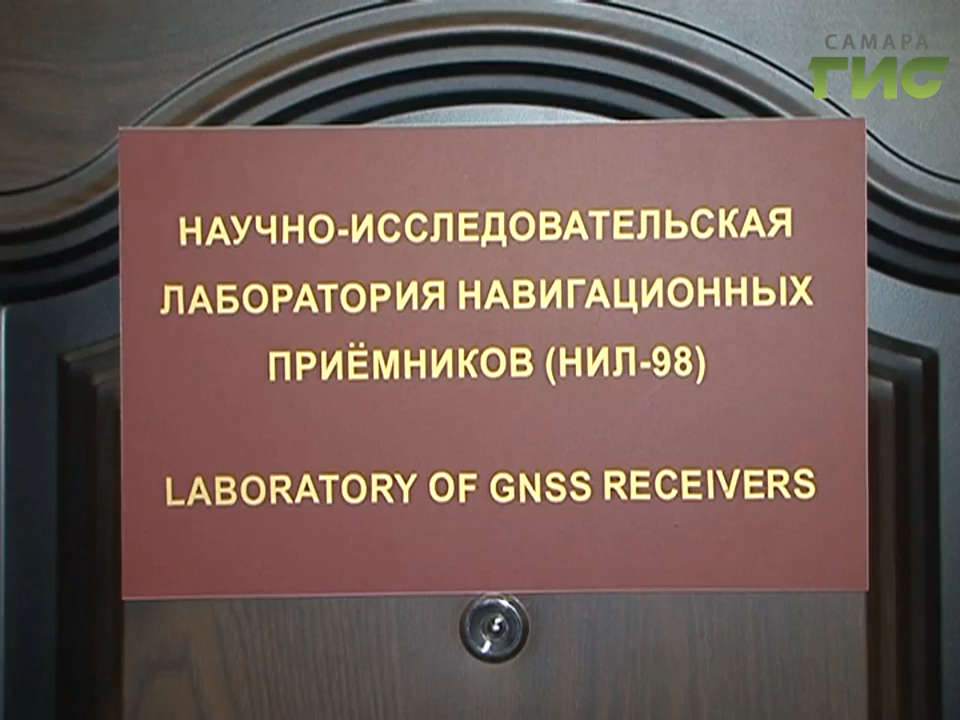 САМАРА
ГИС
НАУЧНО-ИССЛЕДОВАТЕЛЬСКАЯ
ЛАБОРАТОРИЯ НАВИГАЦИОННЫХ
ПРИЁМНИКОВ (НИЛ-98)
LABORATORY OF GNSS RECEIVERS